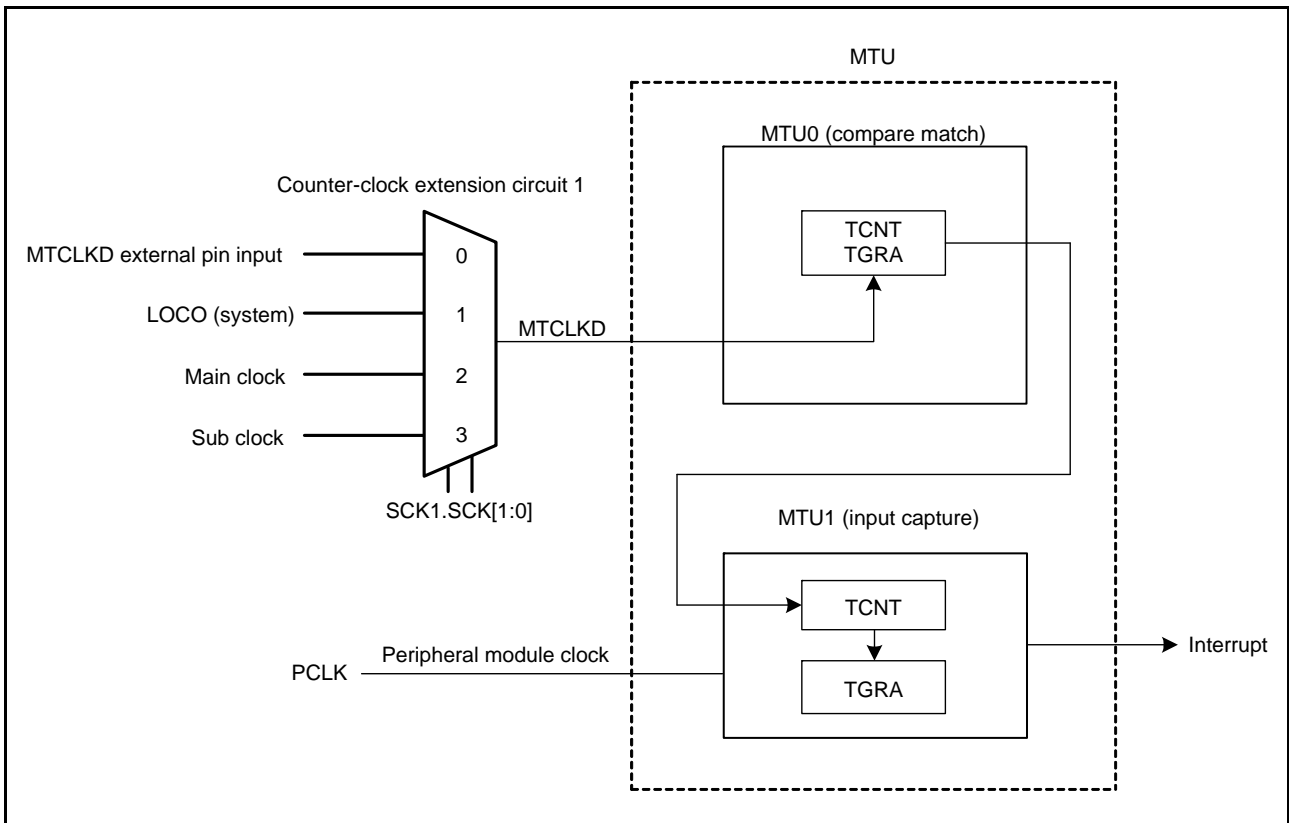 MTU
MTU0 (compare match)
Counter-clock extension circuit 1
TCNT
TGRA
MTCLKD external pin input
0
LOCO (system)
1
MTCLKD
Main clock
2
Sub clock
3
SCK1.SCK[1:0]
MTU1 (input capture)
TCNT
Interrupt
Peripheral module clock
PCLK
TGRA